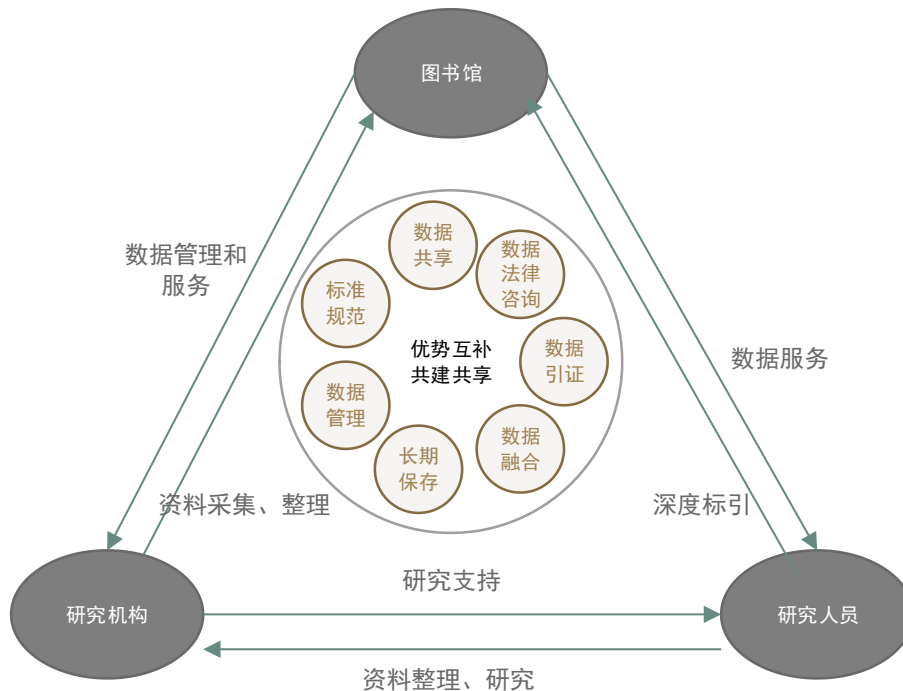 图书馆
数据管理和
服务
数据
共享
数据
法律
咨询
标准
规范
优势互补
共建共享
数据
引证
数据服务
数据
管理
数据
融合
长期
保存
资料采集、整理
深度标引
研究支持
研究机构
研究人员
资料整理、研究